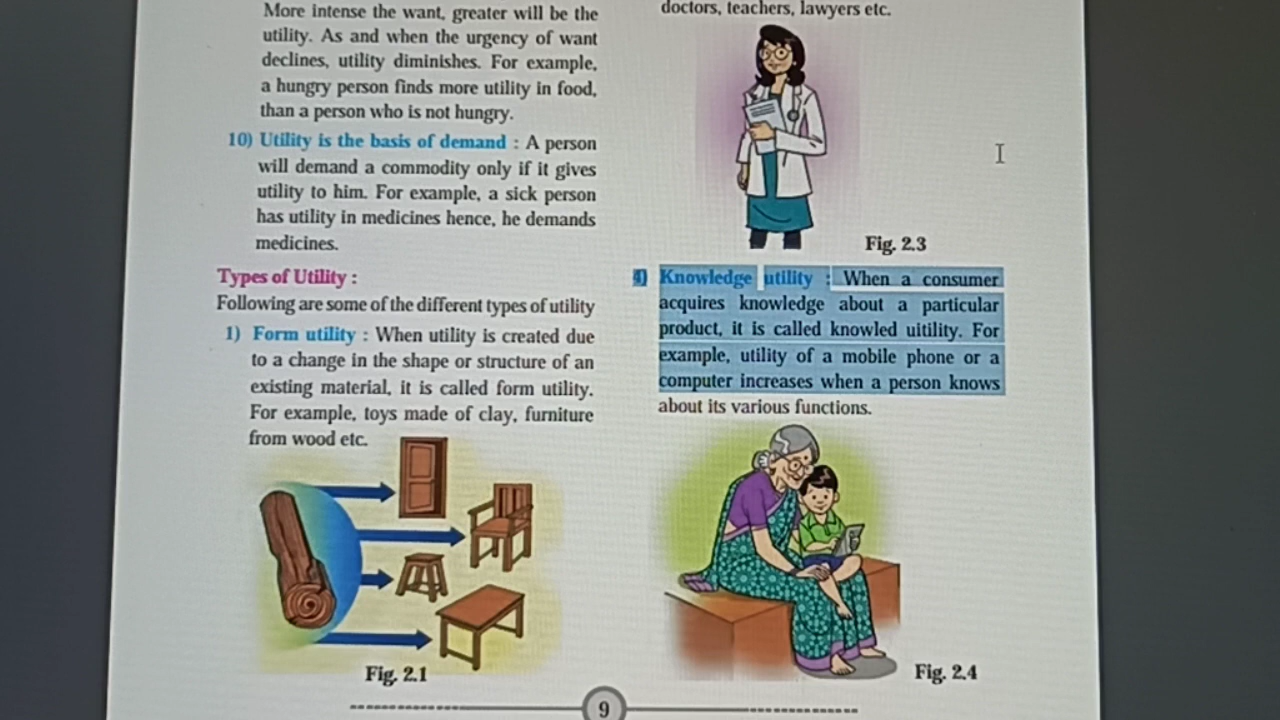 More intense the want, greater will be the
utility. As and when the urgency of want
declines, utility diminishes. For example,
a hungry person finds more utility in food,
than a person who is not hungry.
10) Utility is the basis of demand : A person
will demand a commodity only if it gives
utility to him. For example, a sick person
has utility in medicines hence, he demands
medicines.
Types of Utility :
Following are some of the different types of utility
1) Form utility : When utility is created due
to a change in the shape or structure of an
existing material, it is called form utility.
For example, toys made of clay, furniture
from wood etc.
Fig. 2.1
doctors, teachers, lawyers etc.
Fig. 2.3
4) Knowledge utility : When a consumer
acquires knowledge about a particular
product, it is called knowled uitility. For
example, utility of a mobile phone or a
computer increases when a person knows
about its various functions.
Fig. 2.4
9